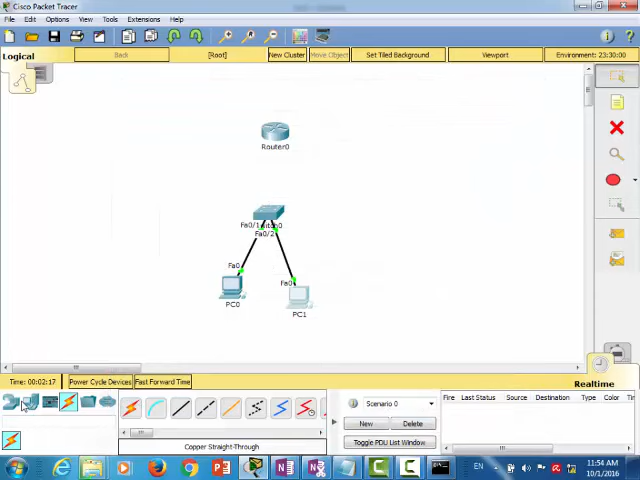 Cisco Packet Tracer
File Edit Options View Tools Extensions Help
Logical Back [Root] New Cluster Move Object Set Tiled Background Viewport Environment: 23:30:00
Router0
Fa0/1
Fa0/2
Fa0
Fa0
PC0
PC1
Time: 00:02:17 Power Cycle Devices Fast Forward Time Realtime
Scenario 0
New Delete
Toggle PDU List Window
Fire Last Status Source Destination Type Color
Copper Straight-Through
EN 11:54 AM
10/1/2016